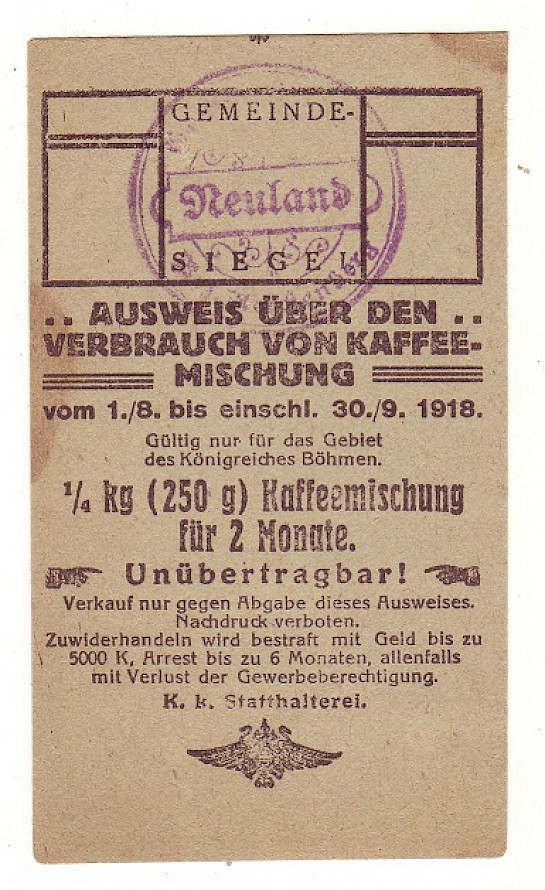 GEMEINDE-
Neuland
SIEGEL
.. AUSWEIS ÜBER DEN ..
VERBRAUCH VON KAFFEE-
MISCHUNG
vom 1./8. bis einschl. 30./9. 1918.
Gültig nur für das Gebiet
des Königreiches Böhmen.
1/4 kg (250 g) Kaffeemischung
für 2 Monate.
Unübertragbar!
Verkauf nur gegen Abgabe dieses Ausweises.
Nachdruck verboten.
Zuwiderhandeln wird bestraft mit Geld bis zu
5000 K, Arrest bis zu 6 Monaten, allenfalls
mit Verlust der Gewerbeberechtigung.
K. k. Statthalterei.